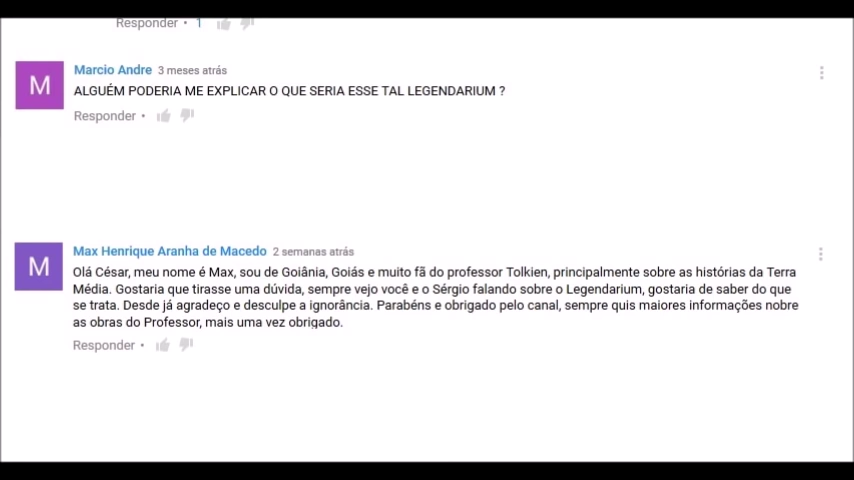 Responder • 1
M
Marcio Andre 3 meses atrás
ALGUÉM PODERIA ME EXPLICAR O QUE SERIA ESSE TAL LEGENDARIUM ?
Responder •
M
Max Henrique Aranha de Macedo 2 semanas atrás
Olá César, meu nome é Max, sou de Goiânia, Goiás e muito fã do professor Tolkien, principalmente sobre as histórias da Terra
Média. Gostaria que tirasse uma dúvida, sempre vejo você e o Sérgio falando sobre o Legendarium, gostaria de saber do que
se trata. Desde já agradeço e desculpe a ignorância. Parabéns e obrigado pelo canal, sempre quis maiores informações nobre
as obras do Professor, mais uma vez obrigado.
Responder •